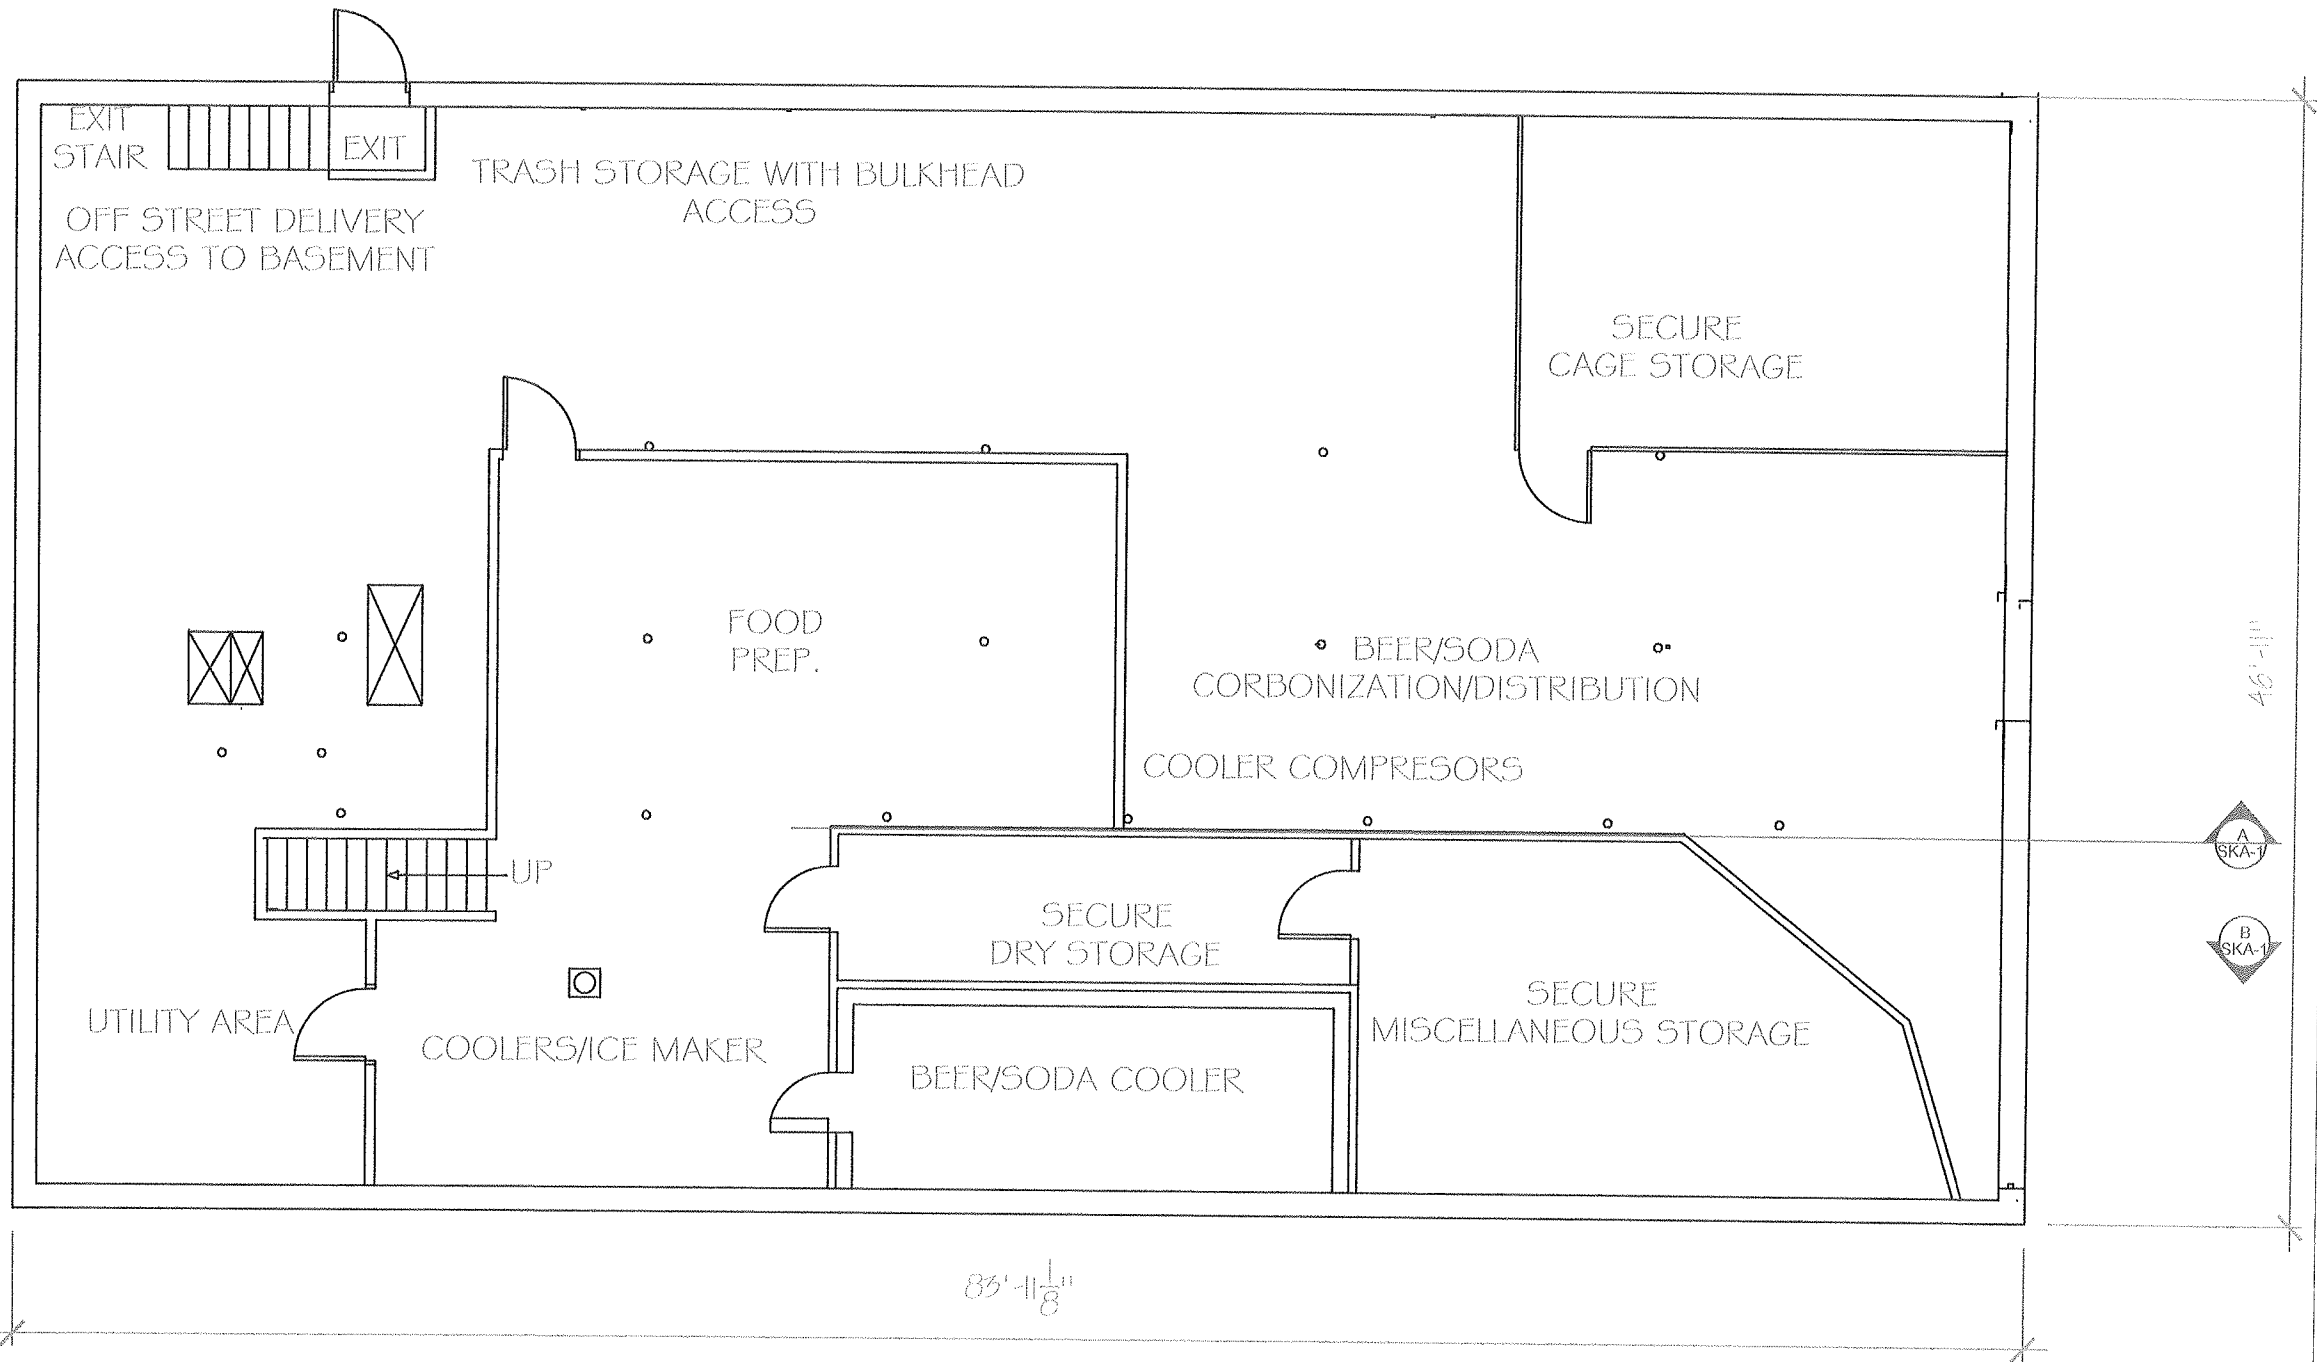 EXIT
STAIR
EXIT
TRASH STORAGE WITH BULKHEAD
ACCESS
OFF STREET DELIVERY
ACCESS TO BASEMENT
SECURE
CAGE STORAGE
FOOD
PREP.
BEER/SODA
CORBONIZATION/DISTRIBUTION
COOLER COMPRESORS
46'-11"
A
SKA-1
UP
SECURE
DRY STORAGE
B
SKA-1
SECURE
MISCELLANEOUS STORAGE
UTILITY AREA
COOLERS/ICE MAKER
BEER/SODA COOLER
83'-11 1/8"